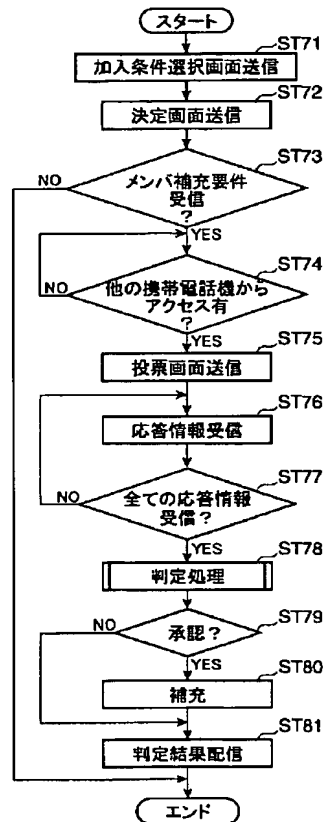 スタート
加入条件選択画面送信
ST71
決定画面送信
ST72
メンバ補充要件
受信
?
ST73
NO
YES
他の携帯電話機から
アクセス有
?
ST74
NO
YES
投票画面送信
ST75
応答情報受信
ST76
全ての応答情報
受信?
ST77
NO
YES
判定処理
ST78
承認?
ST79
NO
YES
補充
ST80
判定結果配信
ST81
エンド